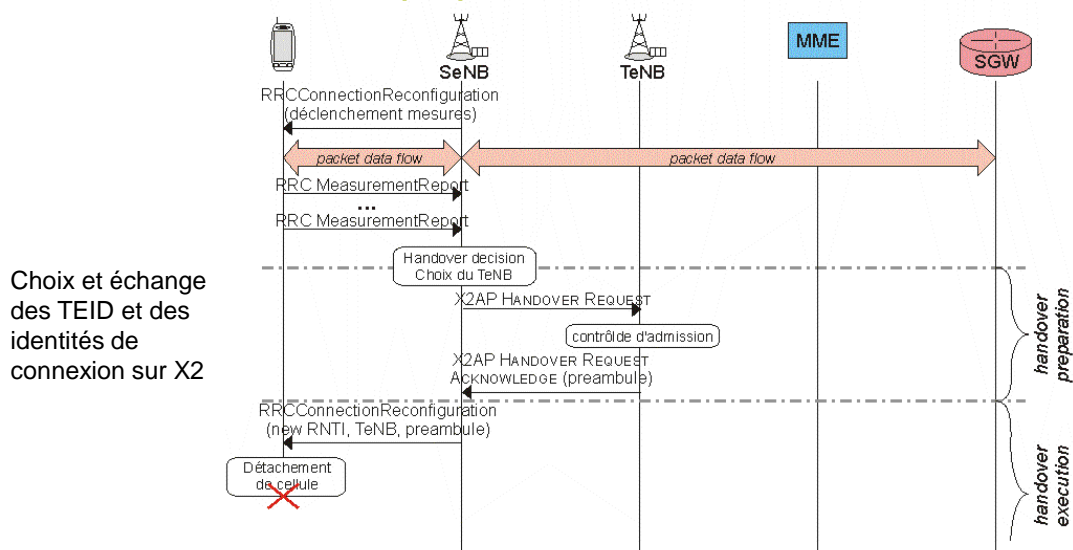 MME
SGW
SeNB
TeNB
RRCConnectionReconfiguration
(déclenchement mesures)
packet data flow
packet data flow
RRC MeasurementReport
...
RRC MeasurementReport
Handover decision
Choix du TeNB
Choix et échange
des TEID et des
identités de
connexion sur X2
X2AP HANDOVER REQUEST
contrôlde d'admission
X2AP HANDOVER REQUEST
ACKNOWLEDGE (preambule)
handover
preparation
RRCConnectionReconfiguration
(new RNTI, TeNB, preambule)
Détachement
de cellule
handover
execution